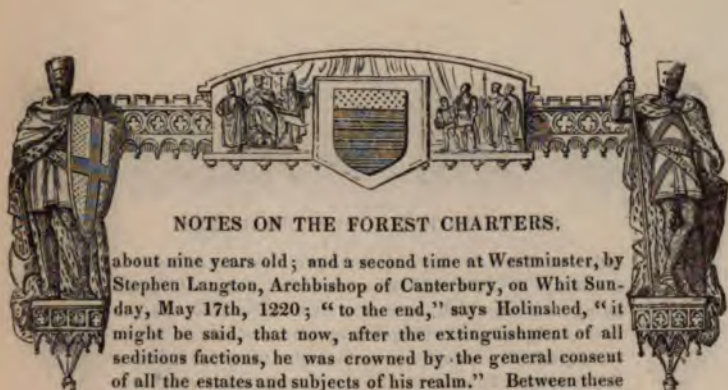 NOTES ON THE FOREST CHARTERS.
about nine years old; and a second time at Westminster, by
Stephen Langton, Archbishop of Canterbury, on Whit Sun-
day, May 17th, 1220; “to the end,” says Holinshed, “it
might be said, that now, after the extinguishment of all
seditious factions, he was crowned by the general consent
of all the estates and subjects of his realm.” Between these